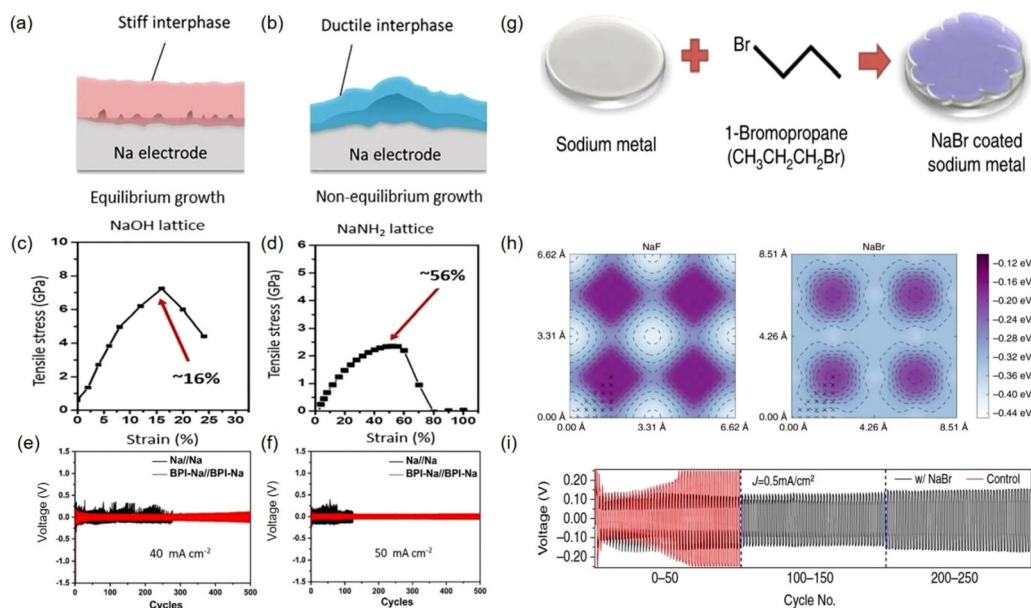 (a)
Stiff interphase
Na electrode
Equilibrium growth
(b)
Ductile interphase
Na electrode
Non-equilibrium growth
(g)
Br
Sodium metal
1-Bromopropane
(CH₃CH₂CH₂Br)
NaBr coated
sodium metal
(c)
NaOH lattice
Tensile stress (GPa)
10
8
6
4
2
0
~16%
0 5 10 15 20 25 30
Strain (%)
(d)
NaNH₂ lattice
Tensile stress (GPa)
6
5
4
3
2
1
0
~56%
0 20 40 60 80 100
Strain (%)
(h)
NaF
6.62 Å
3.31
0.00 Å
0.00 Å 3.31 6.62 Å
NaBr
8.51 Å
4.26
0.00 Å
0.00 Å 4.26 8.51 Å
−0.12 eV
−0.16 eV
−0.20 eV
−0.24 eV
−0.28 eV
−0.32 eV
−0.36 eV
−0.40 eV
−0.44 eV
(e)
Voltage (V)
1.5
1.0
0.5
0.0
-0.5
-1.0
-1.5
Na//Na
BPI-Na//BPI-Na
40 mA cm⁻²
0 100 200 300 400 500
Cycles
(f)
Voltage (V)
1.5
1.0
0.5
0.0
-0.5
-1.0
-1.5
Na//Na
BPI-Na//BPI-Na
50 mA cm⁻²
0 100 200 300 400 500
Cycles
(i)
Voltage (V)
0.20
0.10
0.00
−0.10
−0.20
J=0.5mA/cm²
w/ NaBr
Control
0–50 100–150 200–250
Cycle No.